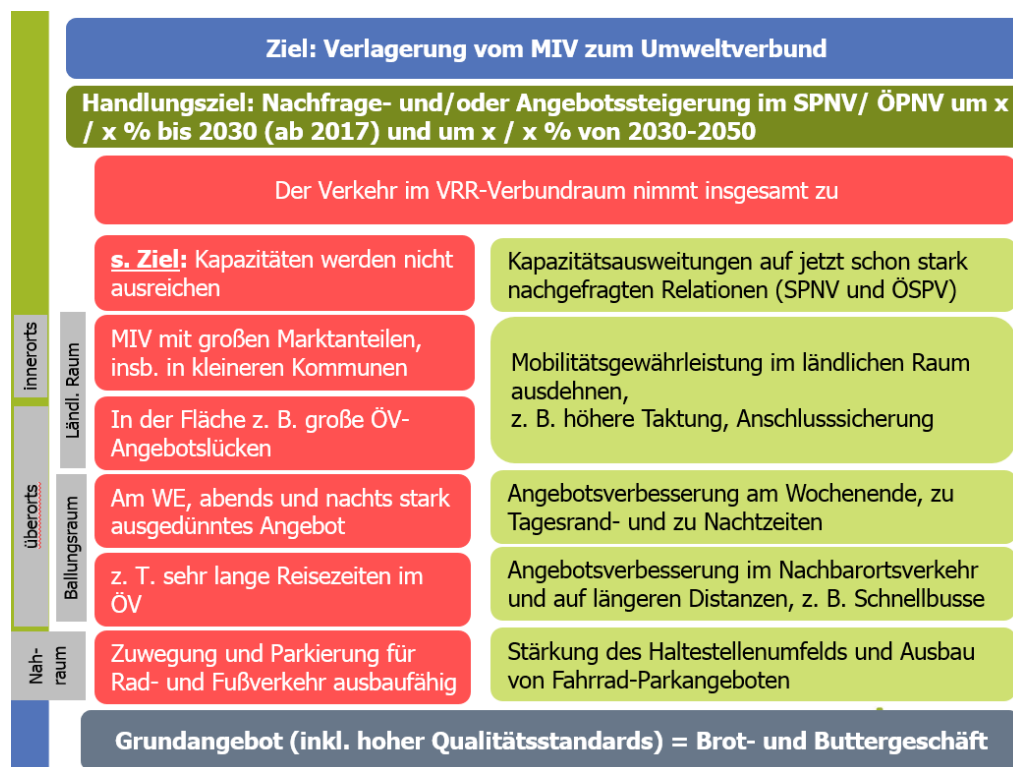 Ziel: Verlagerung vom MIV zum Umweltverbund
Handlungsziel: Nachfrage- und/oder Angebotssteigerung im SPNV/ ÖPNV um x
/ x % bis 2030 (ab 2017) und um x / x % von 2030-2050
Der Verkehr im VRR-Verbundraum nimmt insgesamt zu
s. Ziel: Kapazitäten werden nicht
ausreichen
Kapazitätsausweitungen auf jetzt schon stark
nachgefragten Relationen (SPNV und ÖSPV)
innerorts
Ländl. Raum
MIV mit großen Marktanteilen,
insb. in kleineren Kommunen
In der Fläche z. B. große ÖV-
Angebotslücken
Mobilitätsgewährleistung im ländlichen Raum
ausdehnen,
z. B. höhere Taktung, Anschlusssicherung
überorts
Ballungsraum
Am WE, abends und nachts stark
ausgedünntes Angebot
Angebotsverbesserung am Wochenende, zu
Tagesrand- und zu Nachtzeiten
z. T. sehr lange Reisezeiten im
ÖV
Angebotsverbesserung im Nachbarortsverkehr
und auf längeren Distanzen, z. B. Schnellbusse
Nah-
raum
Zuwegung und Parkierung für
Rad- und Fußverkehr ausbaufähig
Stärkung des Haltestellenumfelds und Ausbau
von Fahrrad-Parkangeboten
Grundangebot (inkl. hoher Qualitätsstandards) = Brot- und Buttergeschäft